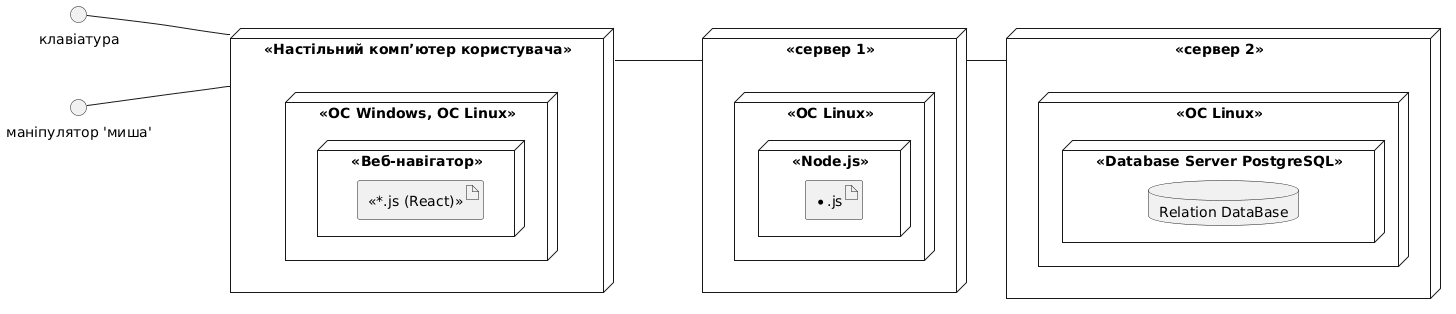 клавіатура
маніпулятор 'миша'
«Настільний комп’ютер користувача»
«ОС Windows, ОС Linux»
«Веб-навігатор»
«*.js (React)»
«сервер 1»
«ОС Linux»
«Node.js»
•.js
«сервер 2»
«ОС Linux»
«Database Server PostgreSQL»
Relation DataBase